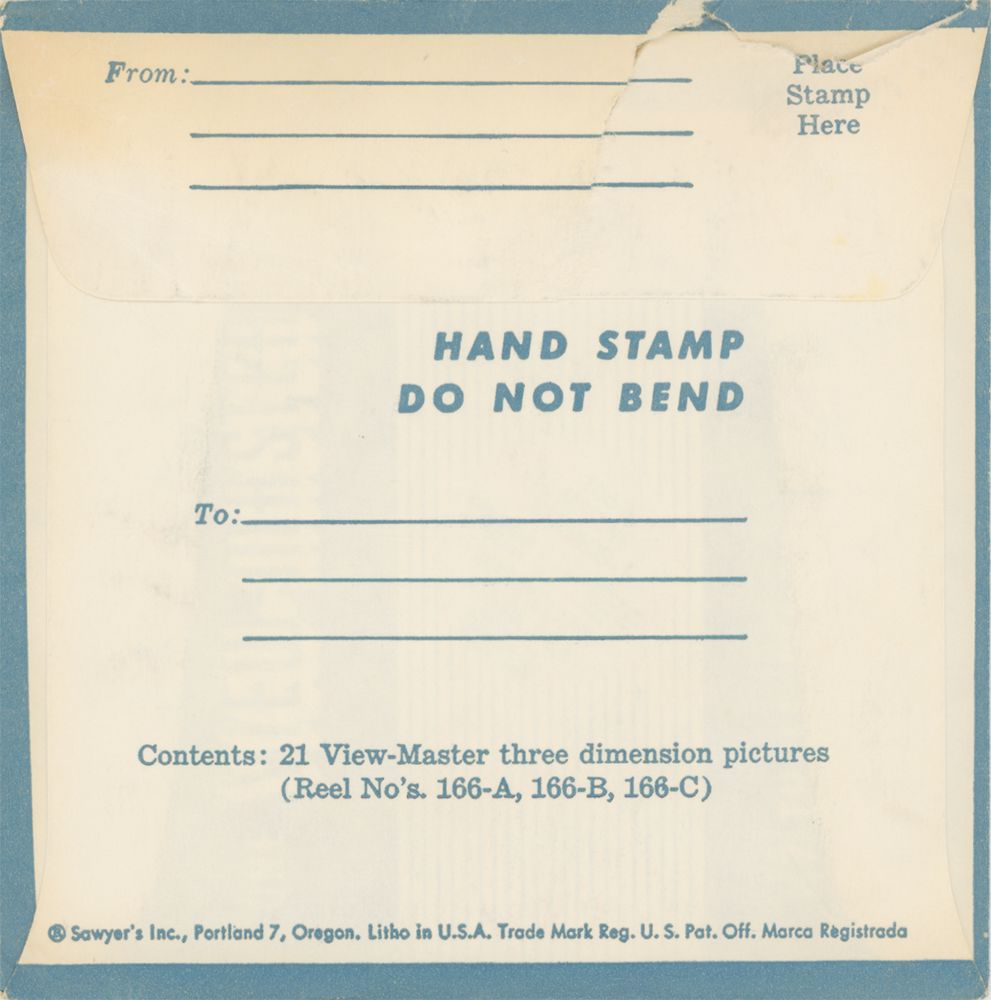 From:
Place
Stamp
Here
HAND STAMP
DO NOT BEND
To:
Contents: 21 View-Master three dimension pictures
(Reel No's. 166-A, 166-B, 166-C)
® Sawyer's Inc., Portland 7, Oregon. Litho in U.S.A. Trade Mark Reg. U. S. Pat. Off. Marca Registrada